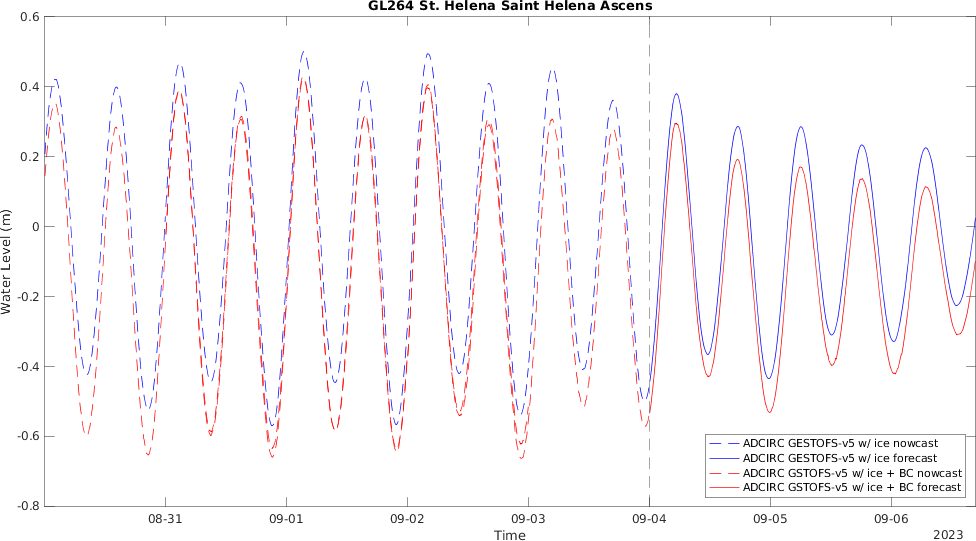 GL264 St. Helena Saint Helena Ascens
0.6
0.4
0.2
0
-0.2
-0.4
-0.6
-0.8
Water Level (m)
08-31 09-01 09-02 09-03 09-04 09-05 09-06
Time
2023
ADCIRC GESTOFS-v5 w/ ice nowcast
ADCIRC GESTOFS-v5 w/ ice forecast
ADCIRC GSTOFS-v5 w/ ice + BC nowcast
ADCIRC GSTOFS-v5 w/ ice + BC forecast